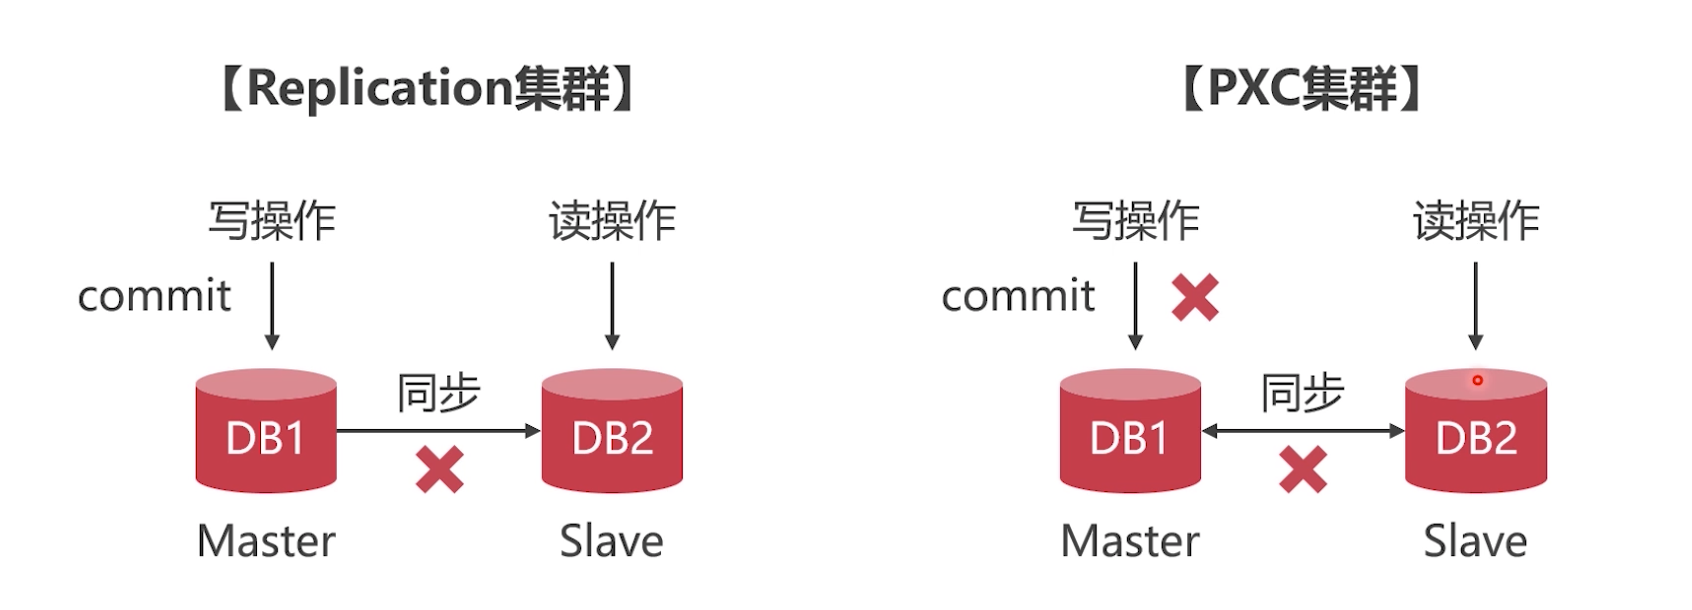 【Replication集群】
写操作
读操作
commit
同步
DB1
DB2
Master
Slave
【PXC集群】
写操作
读操作
commit
同步
DB1
DB2
Master
Slave